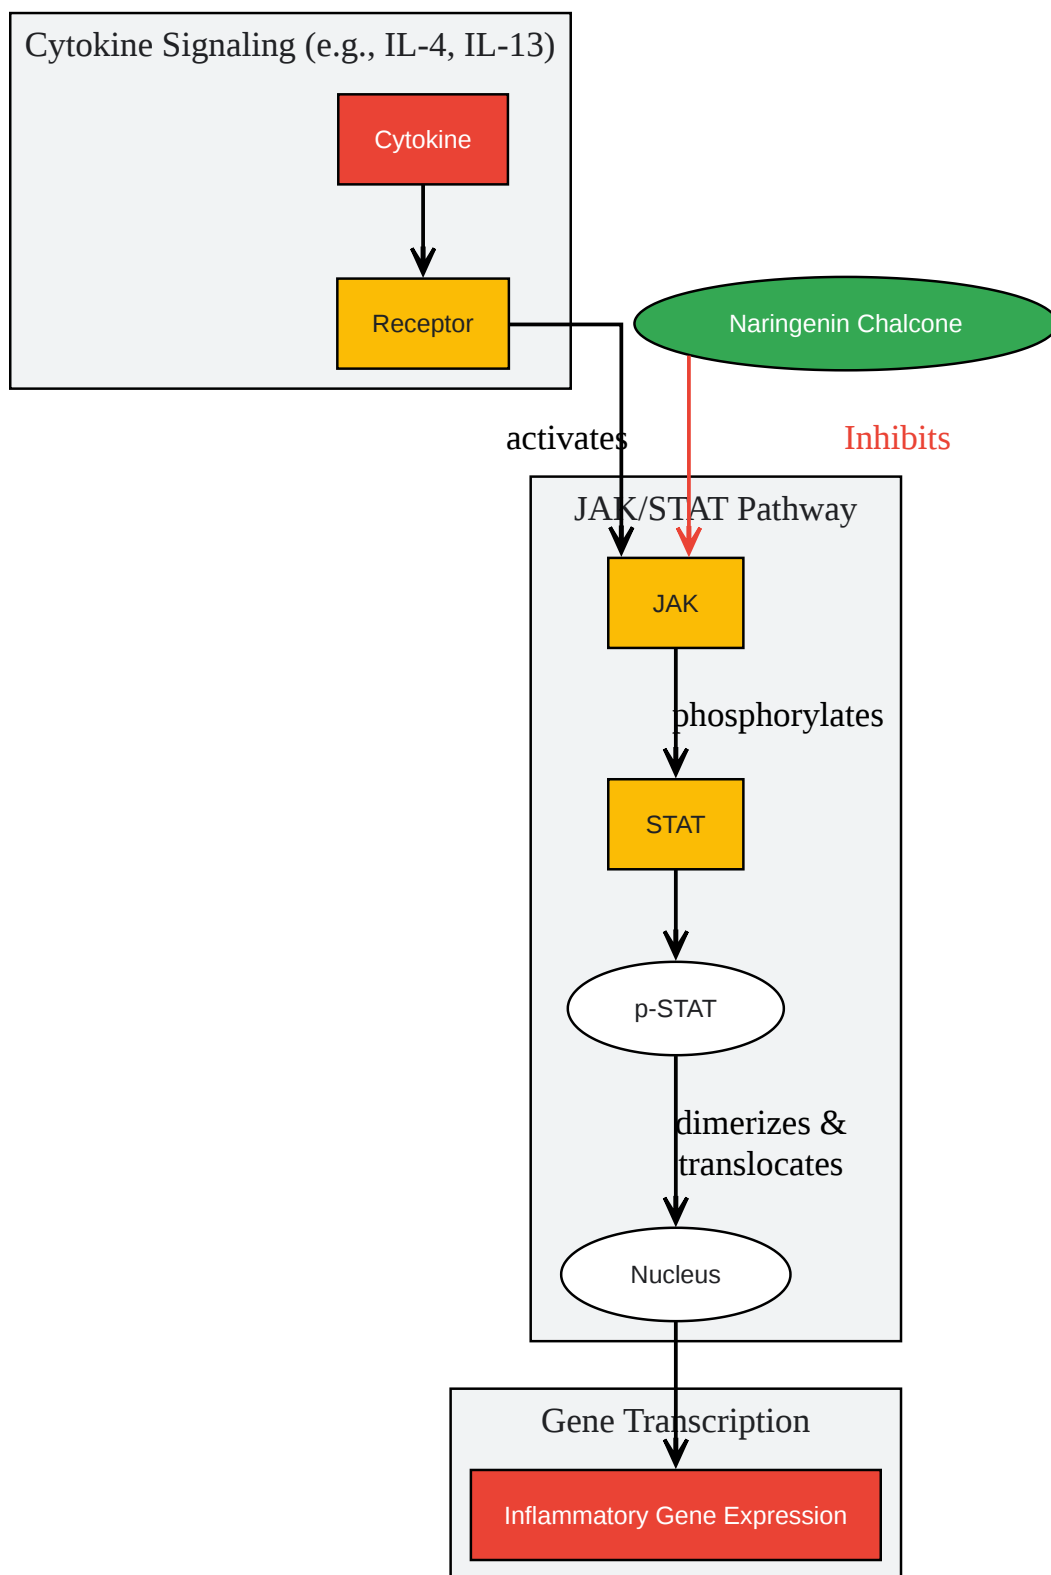 Cytokine Signaling (e.g., IL-4, IL-13)
Cytokine
Receptor
Naringenin Chalcone
activates
Inhibits
JAK/STAT Pathway
JAK
phosphorylates
STAT
p-STAT
dimerizes &
translocates
Nucleus
Gene Transcription
Inflammatory Gene Expression